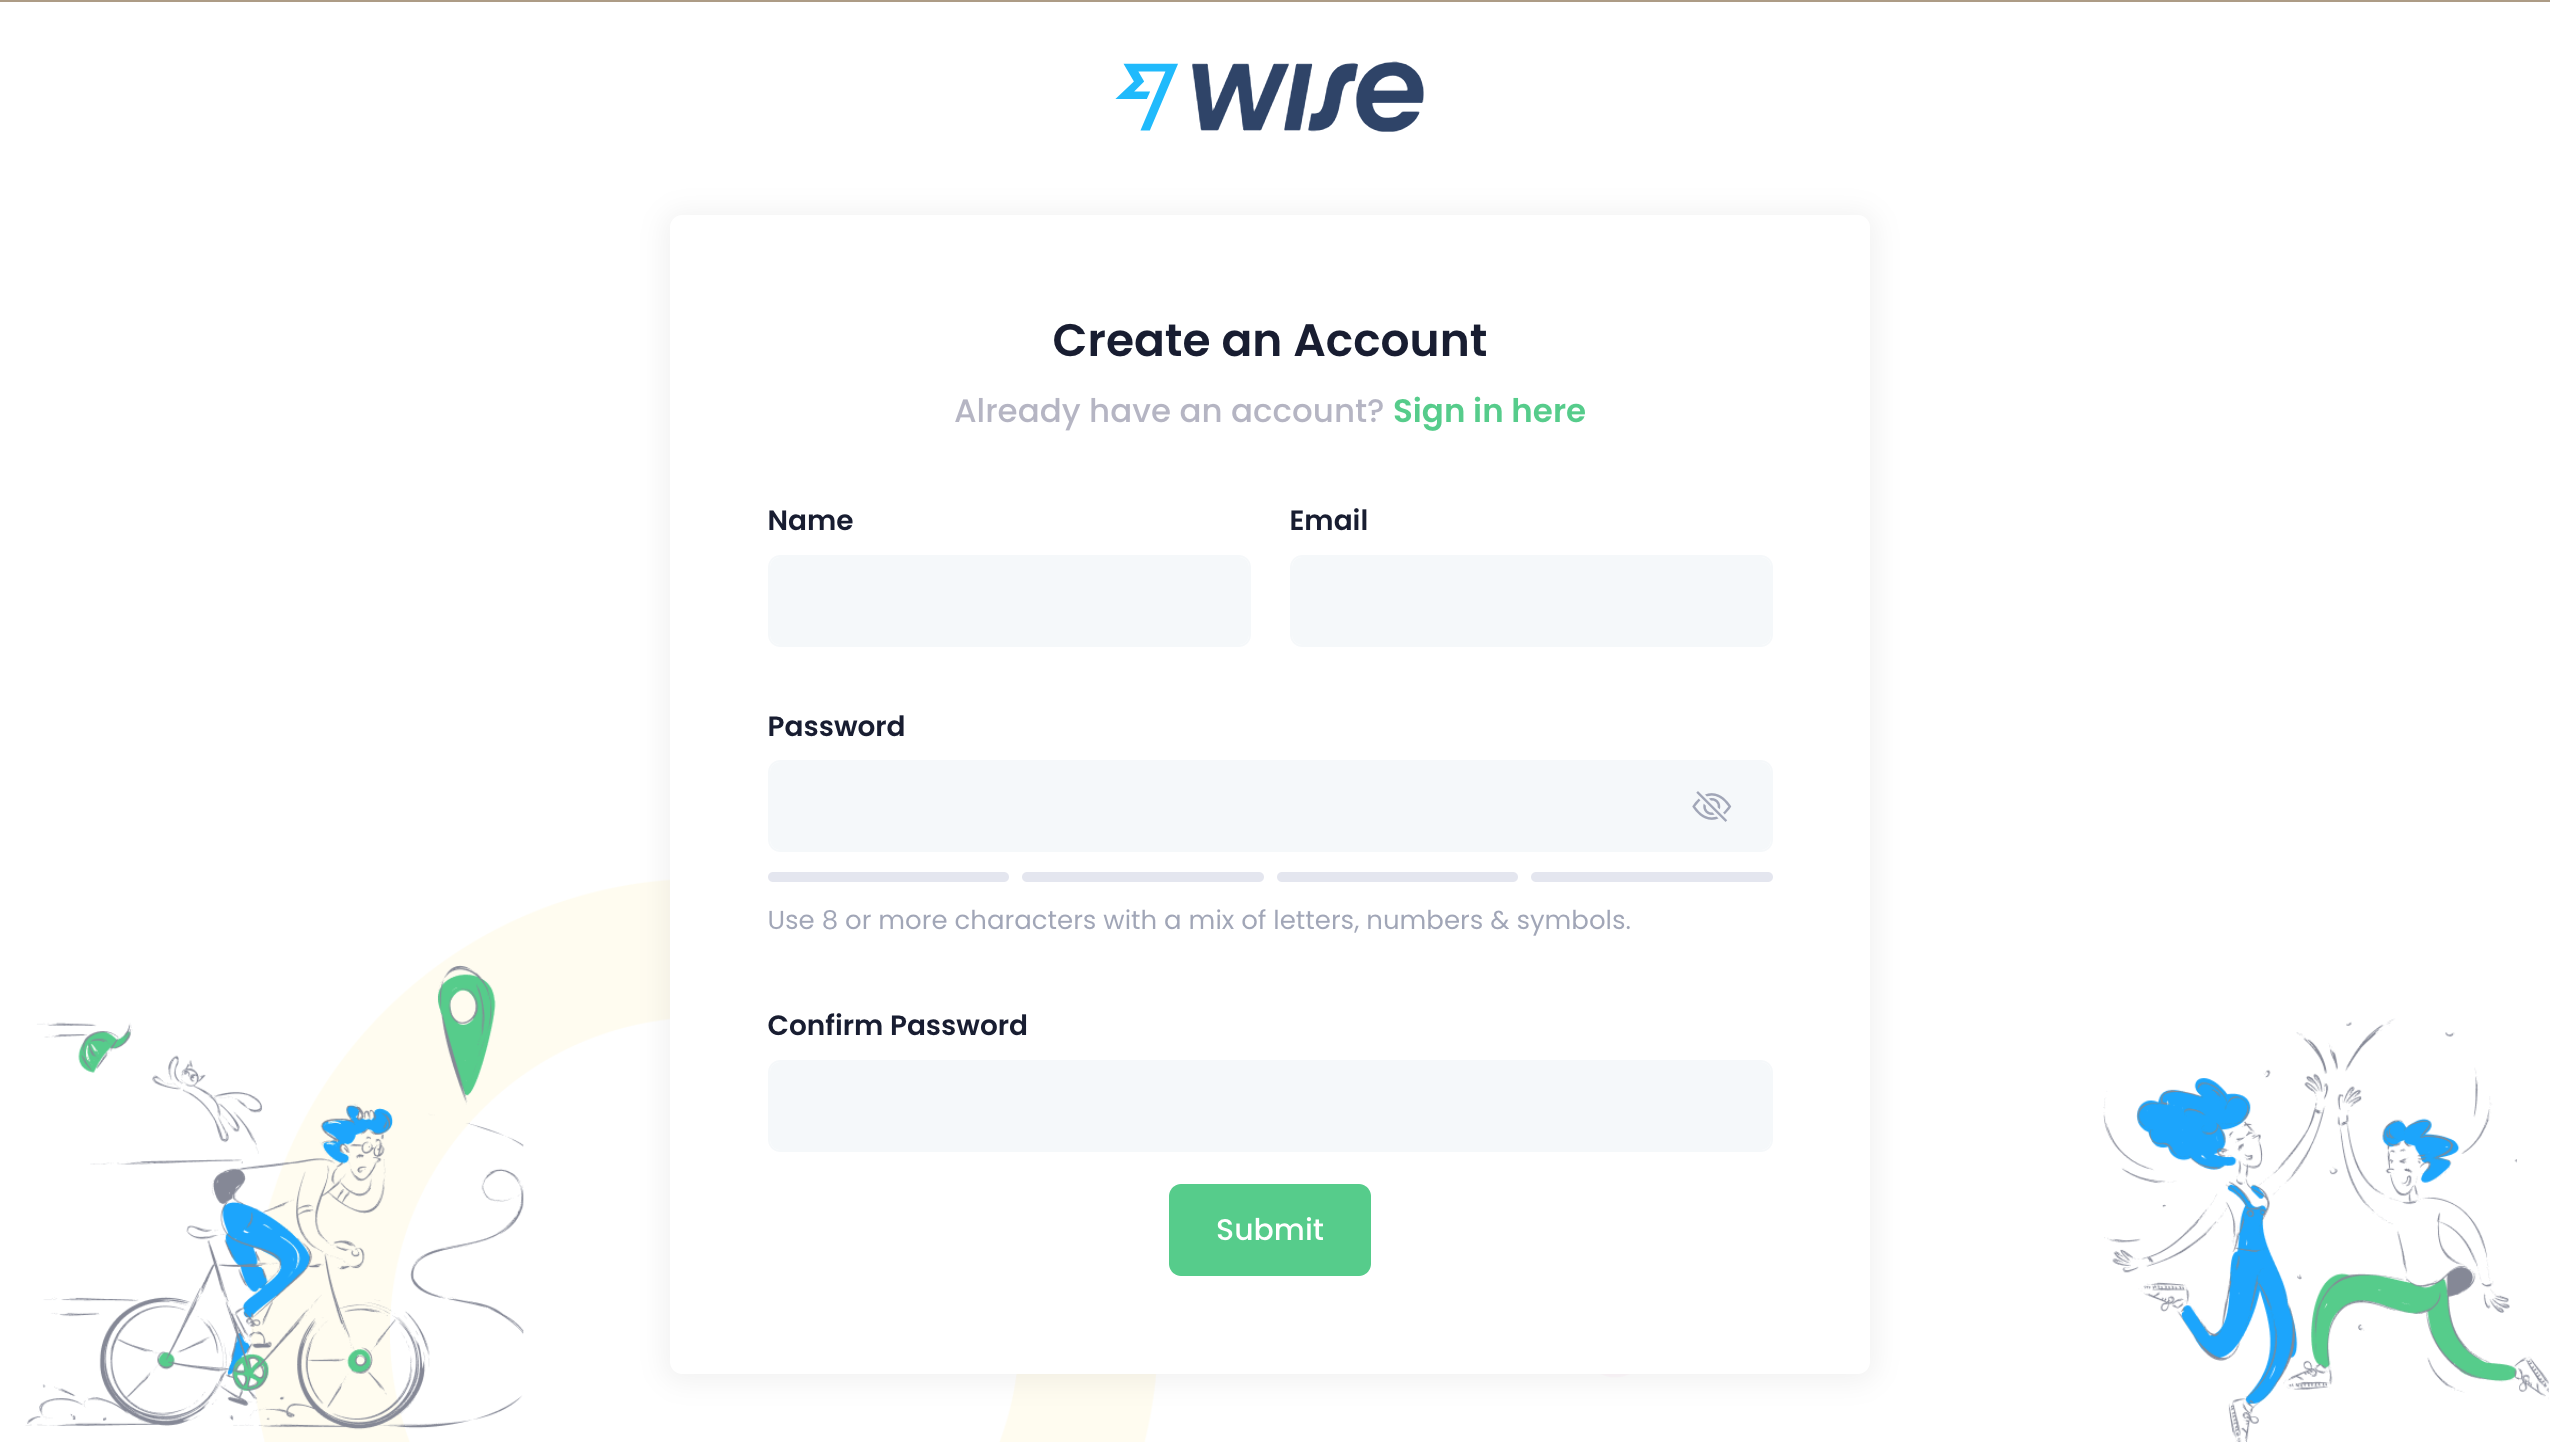 wise
Create an Account
Already have an account? Sign in here
Name
Email
Password
Use 8 or more characters with a mix of letters, numbers & symbols.
Confirm Password
Submit